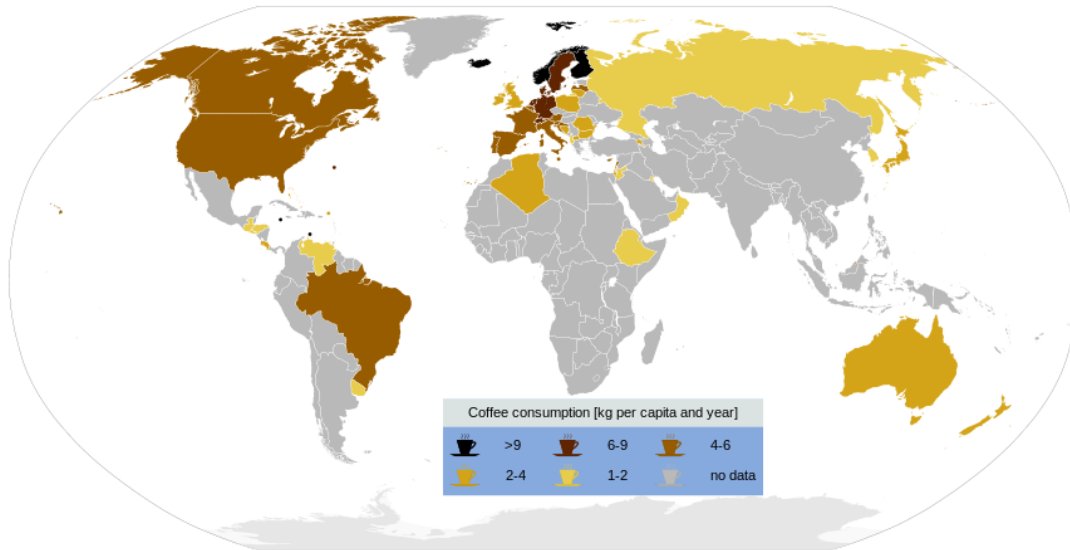 Coffee consumption [kg per capita and year]
>9 6-9 4-6
2-4 1-2 no data